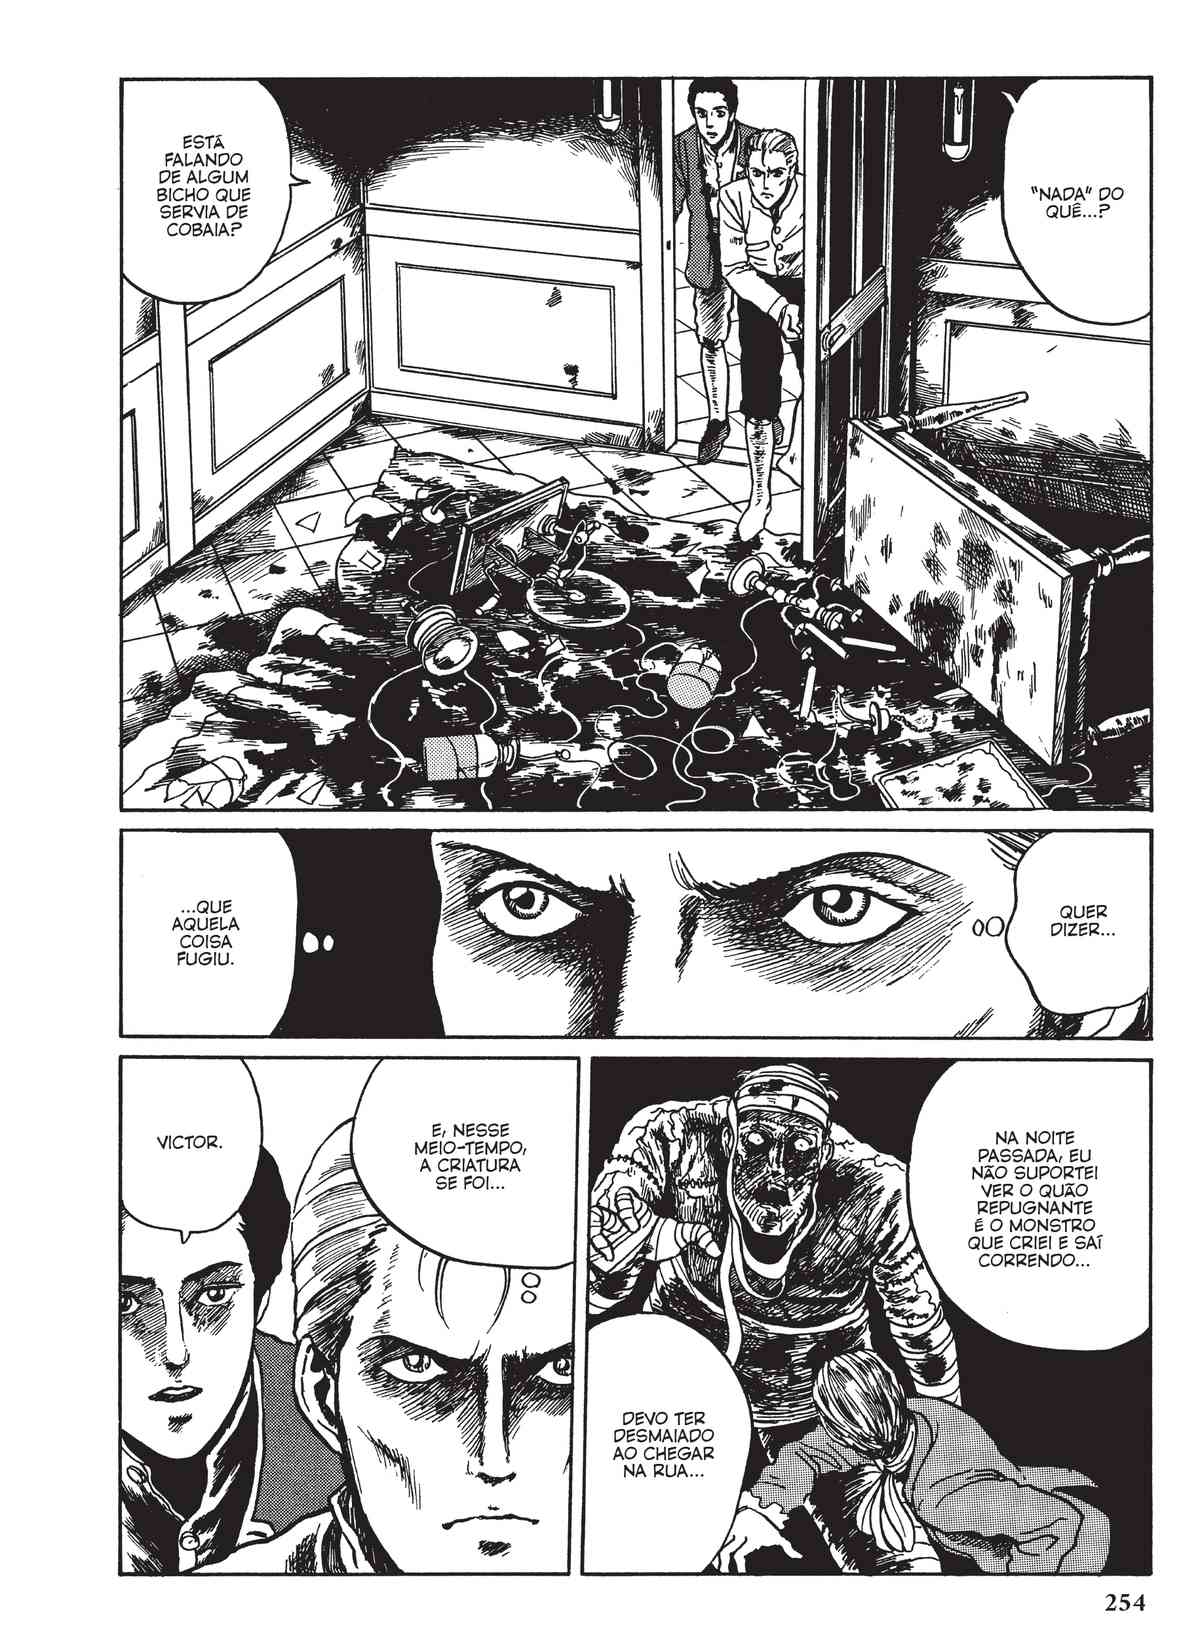 "NADA" DO
QUÊ...?
ESTÁ
FALANDO
DE ALGUM
BICHO QUE
SERVIA DE
COBAIA?
QUER
DIZER...
...QUE
AQUELA
COISA
FUGIU.
NA NOITE
PASSADA, EU
NÃO SUPORTEI
VER O QUÃO
REPUGNANTE
É O MONSTRO
QUE CRIEI E SAÍ
CORRENDO...
DEVO TER
DESMAIADO
AO CHEGAR
NA RUA...
E, NESSE
MEIO-TEMPO,
A CRIATURA
SE FOI...
VICTOR.
254